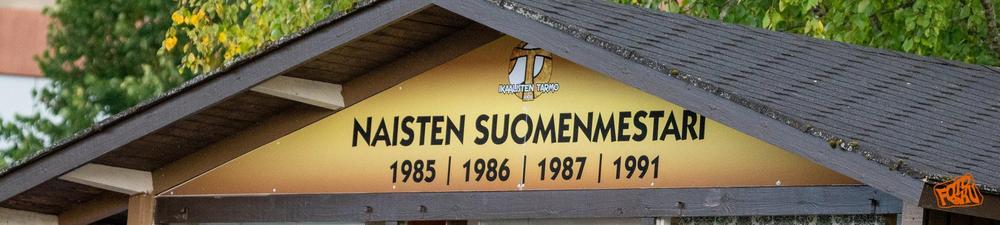 IKAALISTEN TARMO
NAISTEN SUOMENMESTARI
1985 | 1986 | 1987 | 1991